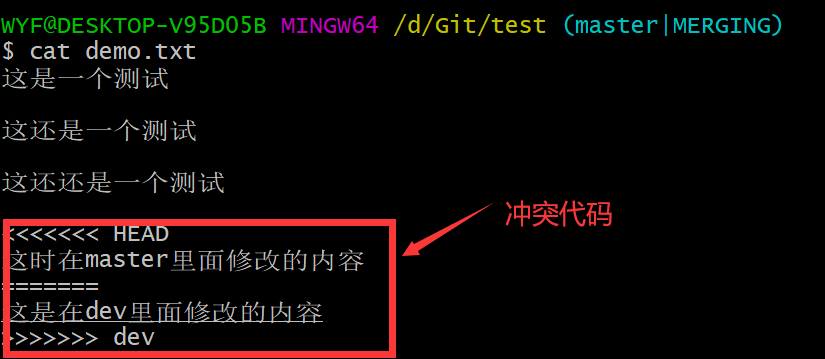 WYF@DESKTOP-V95DO5B MINGW64 /d/Git/test (master|MERGING)
$ cat demo.txt
这是一个测试
这还是一个测试
这还还是一个测试
<<<<<<< HEAD
这时在master里面修改的内容
=======
这是在dev里面修改的内容
>>>>>>> dev
冲突代码